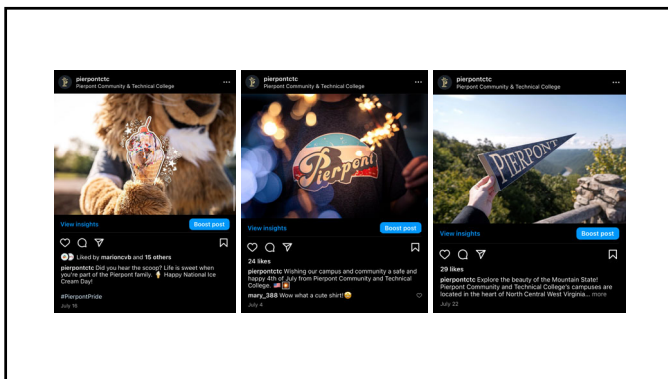 pierpontctc
Pierpont Community & Technical College
View insights
Boost post
Liked by marioncvb and 15 others
pierpontctc Did you hear the scoop? Life is sweet when
you're part of the Pierpont family. 🍦 Happy National Ice
Cream Day!
#PierpontPride
July 16
pierpontctc
Pierpont Community & Technical College
Pierpont
View insights
Boost post
24 likes
pierpontctc Wishing our campus and community a safe and
happy 4th of July from Pierpont Community and Technical
College. 🇺🇸🎇
mary_388 Wow what a cute shirt!😍
July 4
pierpontctc
Pierpont Community & Technical College
PIERPONT
View insights
Boost post
29 likes
pierpontctc Explore the beauty of the Mountain State!
Pierpont Community and Technical College's campuses are
located in the heart of North Central West Virginia... more
July 22